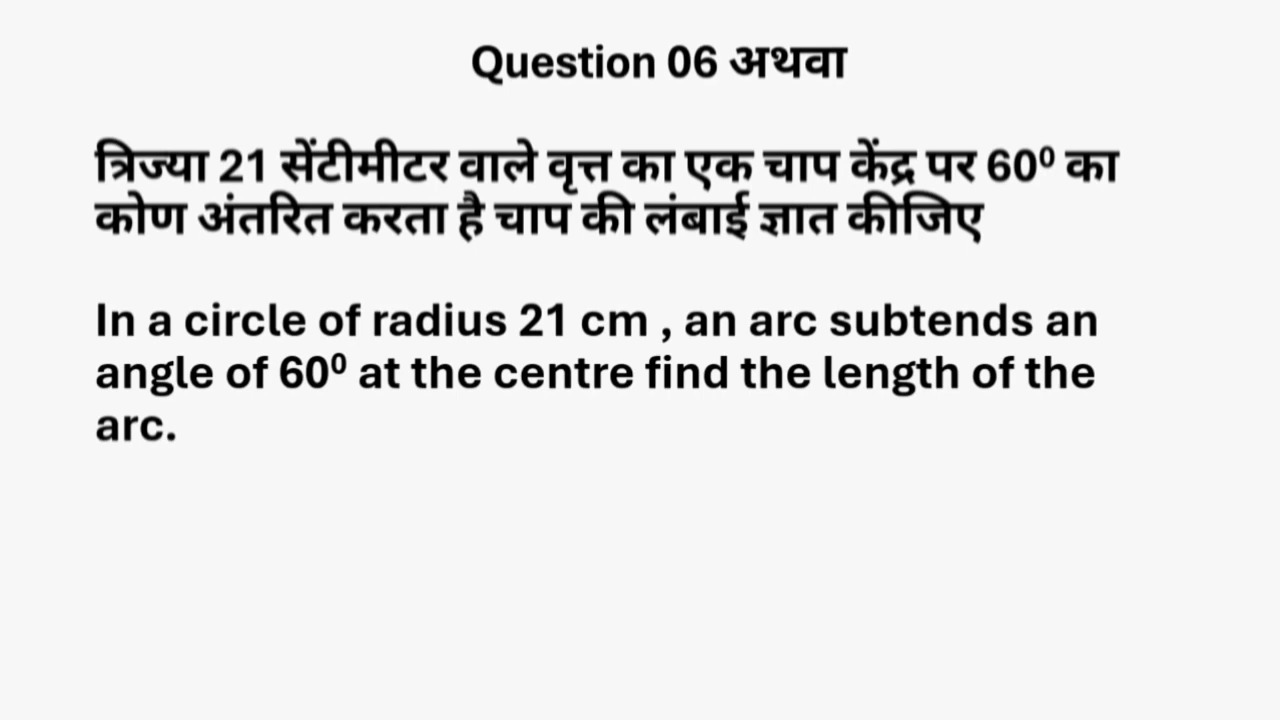 Question 06 अथवा
त्रिज्या 21 सेंटीमीटर वाले वृत्त का एक चाप केंद्र पर 60⁰ का
कोण अंतरित करता है चाप की लंबाई ज्ञात कीजिए
In a circle of radius 21 cm , an arc subtends an
angle of 60⁰ at the centre find the length of the
arc.